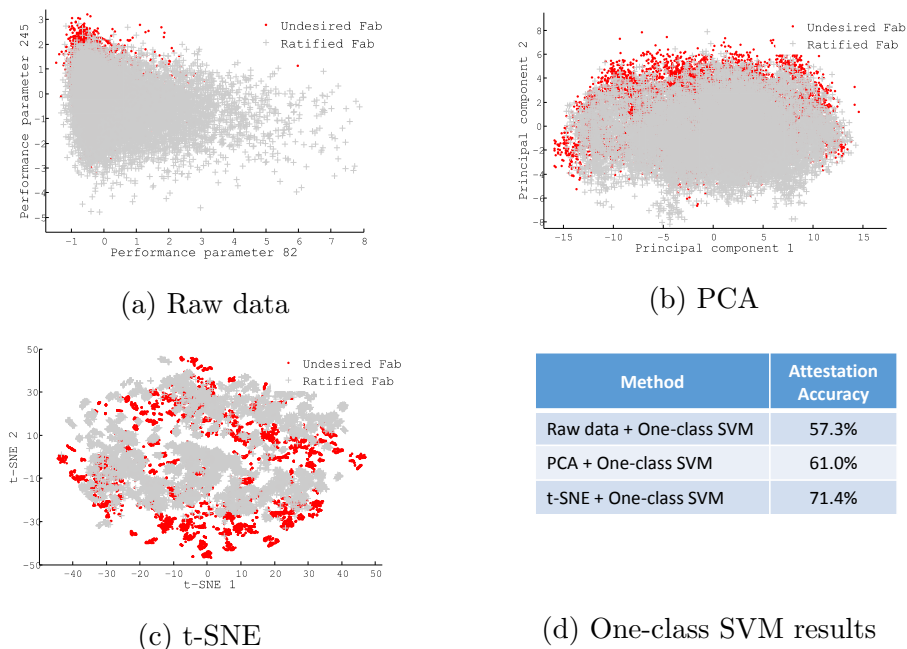 Undesired Fab
Ratified Fab
Performance parameter 245
3
2
1
0
-1
-2
-3
-4
-5
-1 0 1 2 3 4 5 6 7 8
Performance parameter 82
(a) Raw data
Undesired Fab
Ratified Fab
Principal component 2
8
6
4
2
0
-2
-4
-6
-8
-15 -10 -5 0 5 10 15
Principal component 1
(b) PCA
Undesired Fab
Ratified Fab
t-SNE 2
50
30
10
-10
-30
-50
-40 -30 -20 -10 0 10 20 30 40 50
t-SNE 1
(c) t-SNE
Method Attestation
Accuracy
Raw data + One-class SVM 57.3%
PCA + One-class SVM 61.0%
t-SNE + One-class SVM 71.4%
(d) One-class SVM results